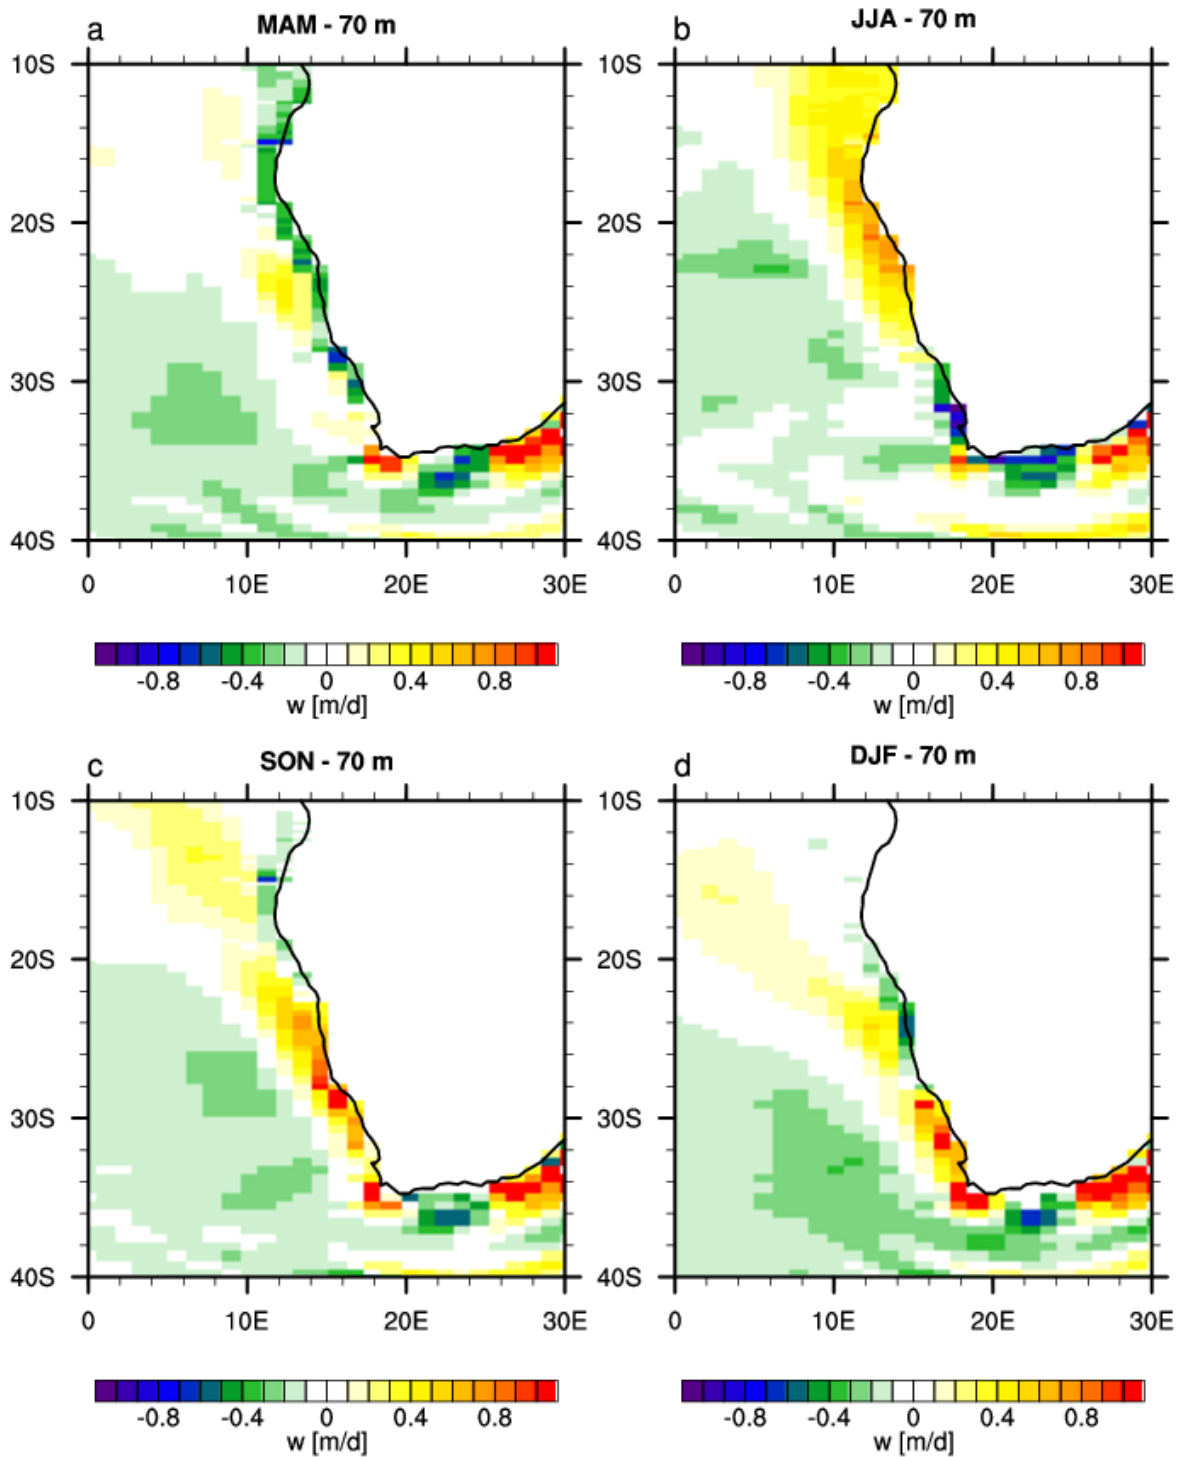 a MAM - 70 m
b JJA - 70 m
10S
20S
30S
40S
0 10E 20E 30E
10S
20S
30S
40S
0 10E 20E 30E
-0.8 -0.4 0 0.4 0.8
w [m/d]
-0.8 -0.4 0 0.4 0.8
w [m/d]
c SON - 70 m
d DJF - 70 m
10S
20S
30S
40S
0 10E 20E 30E
10S
20S
30S
40S
0 10E 20E 30E
-0.8 -0.4 0 0.4 0.8
w [m/d]
-0.8 -0.4 0 0.4 0.8
w [m/d]